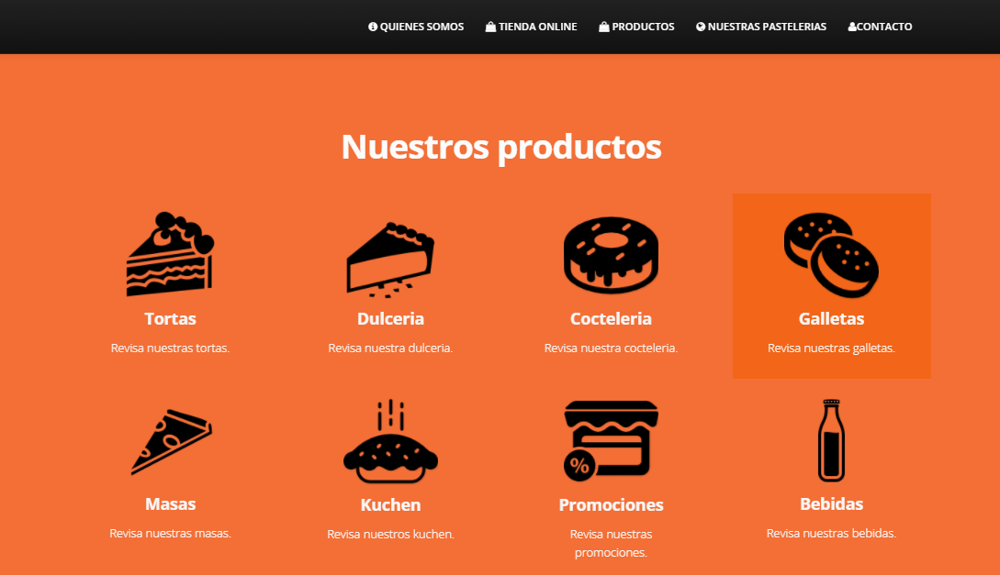 QUIENES SOMOS TIENDA ONLINE PRODUCTOS NUESTRAS PASTELERIAS CONTACTO
Nuestros productos
Tortas
Revisa nuestras tortas.
Dulceria
Revisa nuestra dulceria.
Cocteleria
Revisa nuestra cocteleria.
Galletas
Revisa nuestras galletas.
Masas
Revisa nuestras masas.
Kuchen
Revisa nuestros kuchen.
%
Promociones
Revisa nuestras
promociones.
Bebidas
Revisa nuestras bebidas.